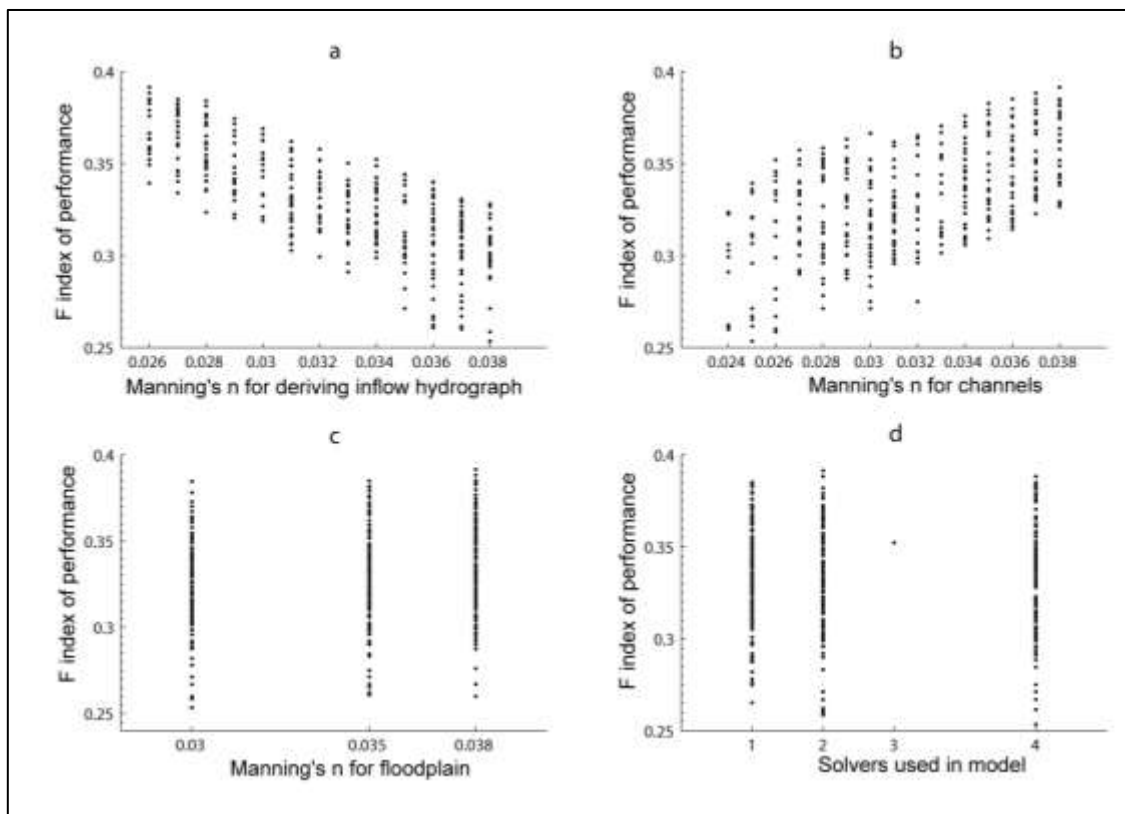 a
0.4
0.35
0.3
0.25
F index of performance
0.026 0.028 0.03 0.032 0.034 0.036 0.038
Manning's n for deriving inflow hydrograph
b
0.4
0.35
0.3
0.25
F index of performance
0.024 0.026 0.028 0.03 0.032 0.034 0.036 0.038
Manning's n for channels
c
0.4
0.35
0.3
0.25
F index of performance
0.03 0.035 0.038
Manning's n for floodplain
d
0.4
0.35
0.3
0.25
F index of performance
1 2 3 4
Solvers used in model